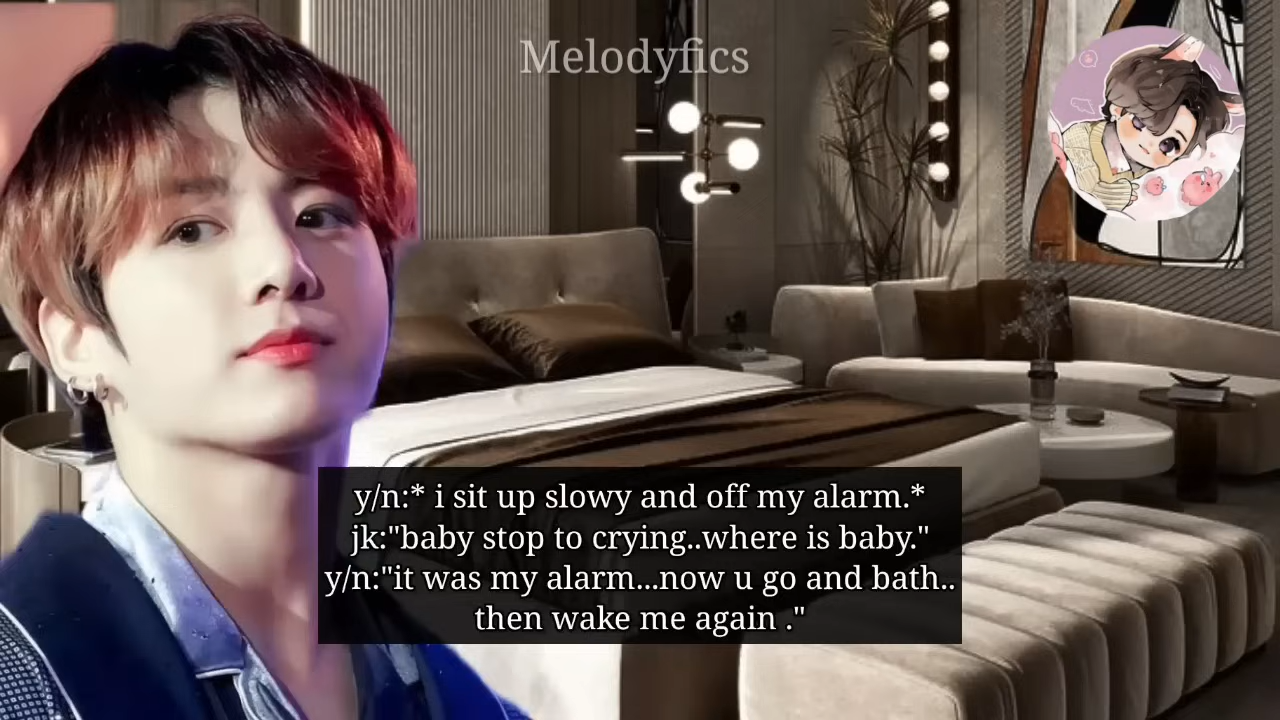 Melodyfics
y/n:* i sit up slowy and off my alarm.*
jk:"baby stop to crying..where is baby."
y/n:"it was my alarm...now u go and bath..
then wake me again ."